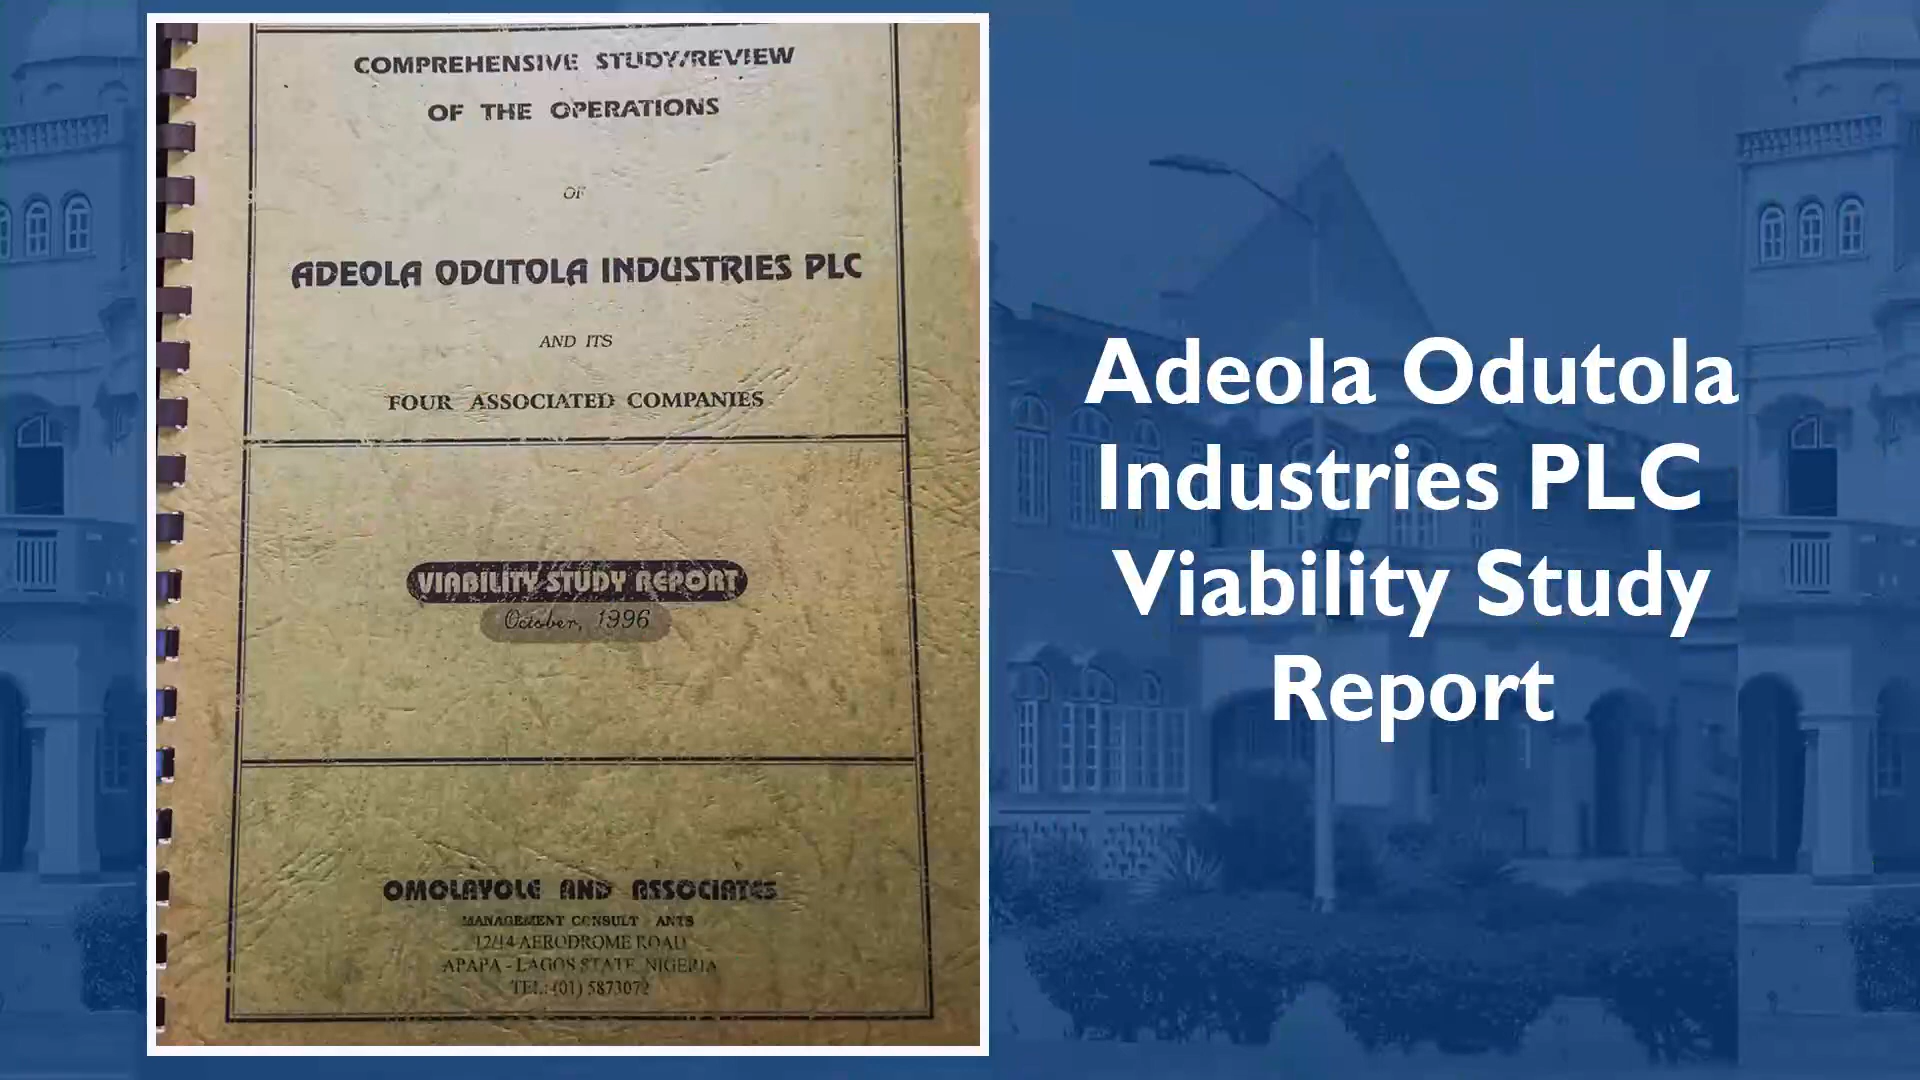 COMPREHENSIVE STUDY/REVIEW
OF THE OPERATIONS
OF
ADEOLA ODUTOLA INDUSTRIES PLC
AND ITS
FOUR ASSOCIATED COMPANIES
VIABILITY STUDY REPORT
October, 1996
OMOLAYOLE AND ASSOCIATES
MANAGEMENT CONSULT ANTS
12/14 AERODROME ROAD
APAPA - LAGOS STATE, NIGERIA
TEL: (01) 5873072
Adeola Odutola
Industries PLC
Viability Study
Report